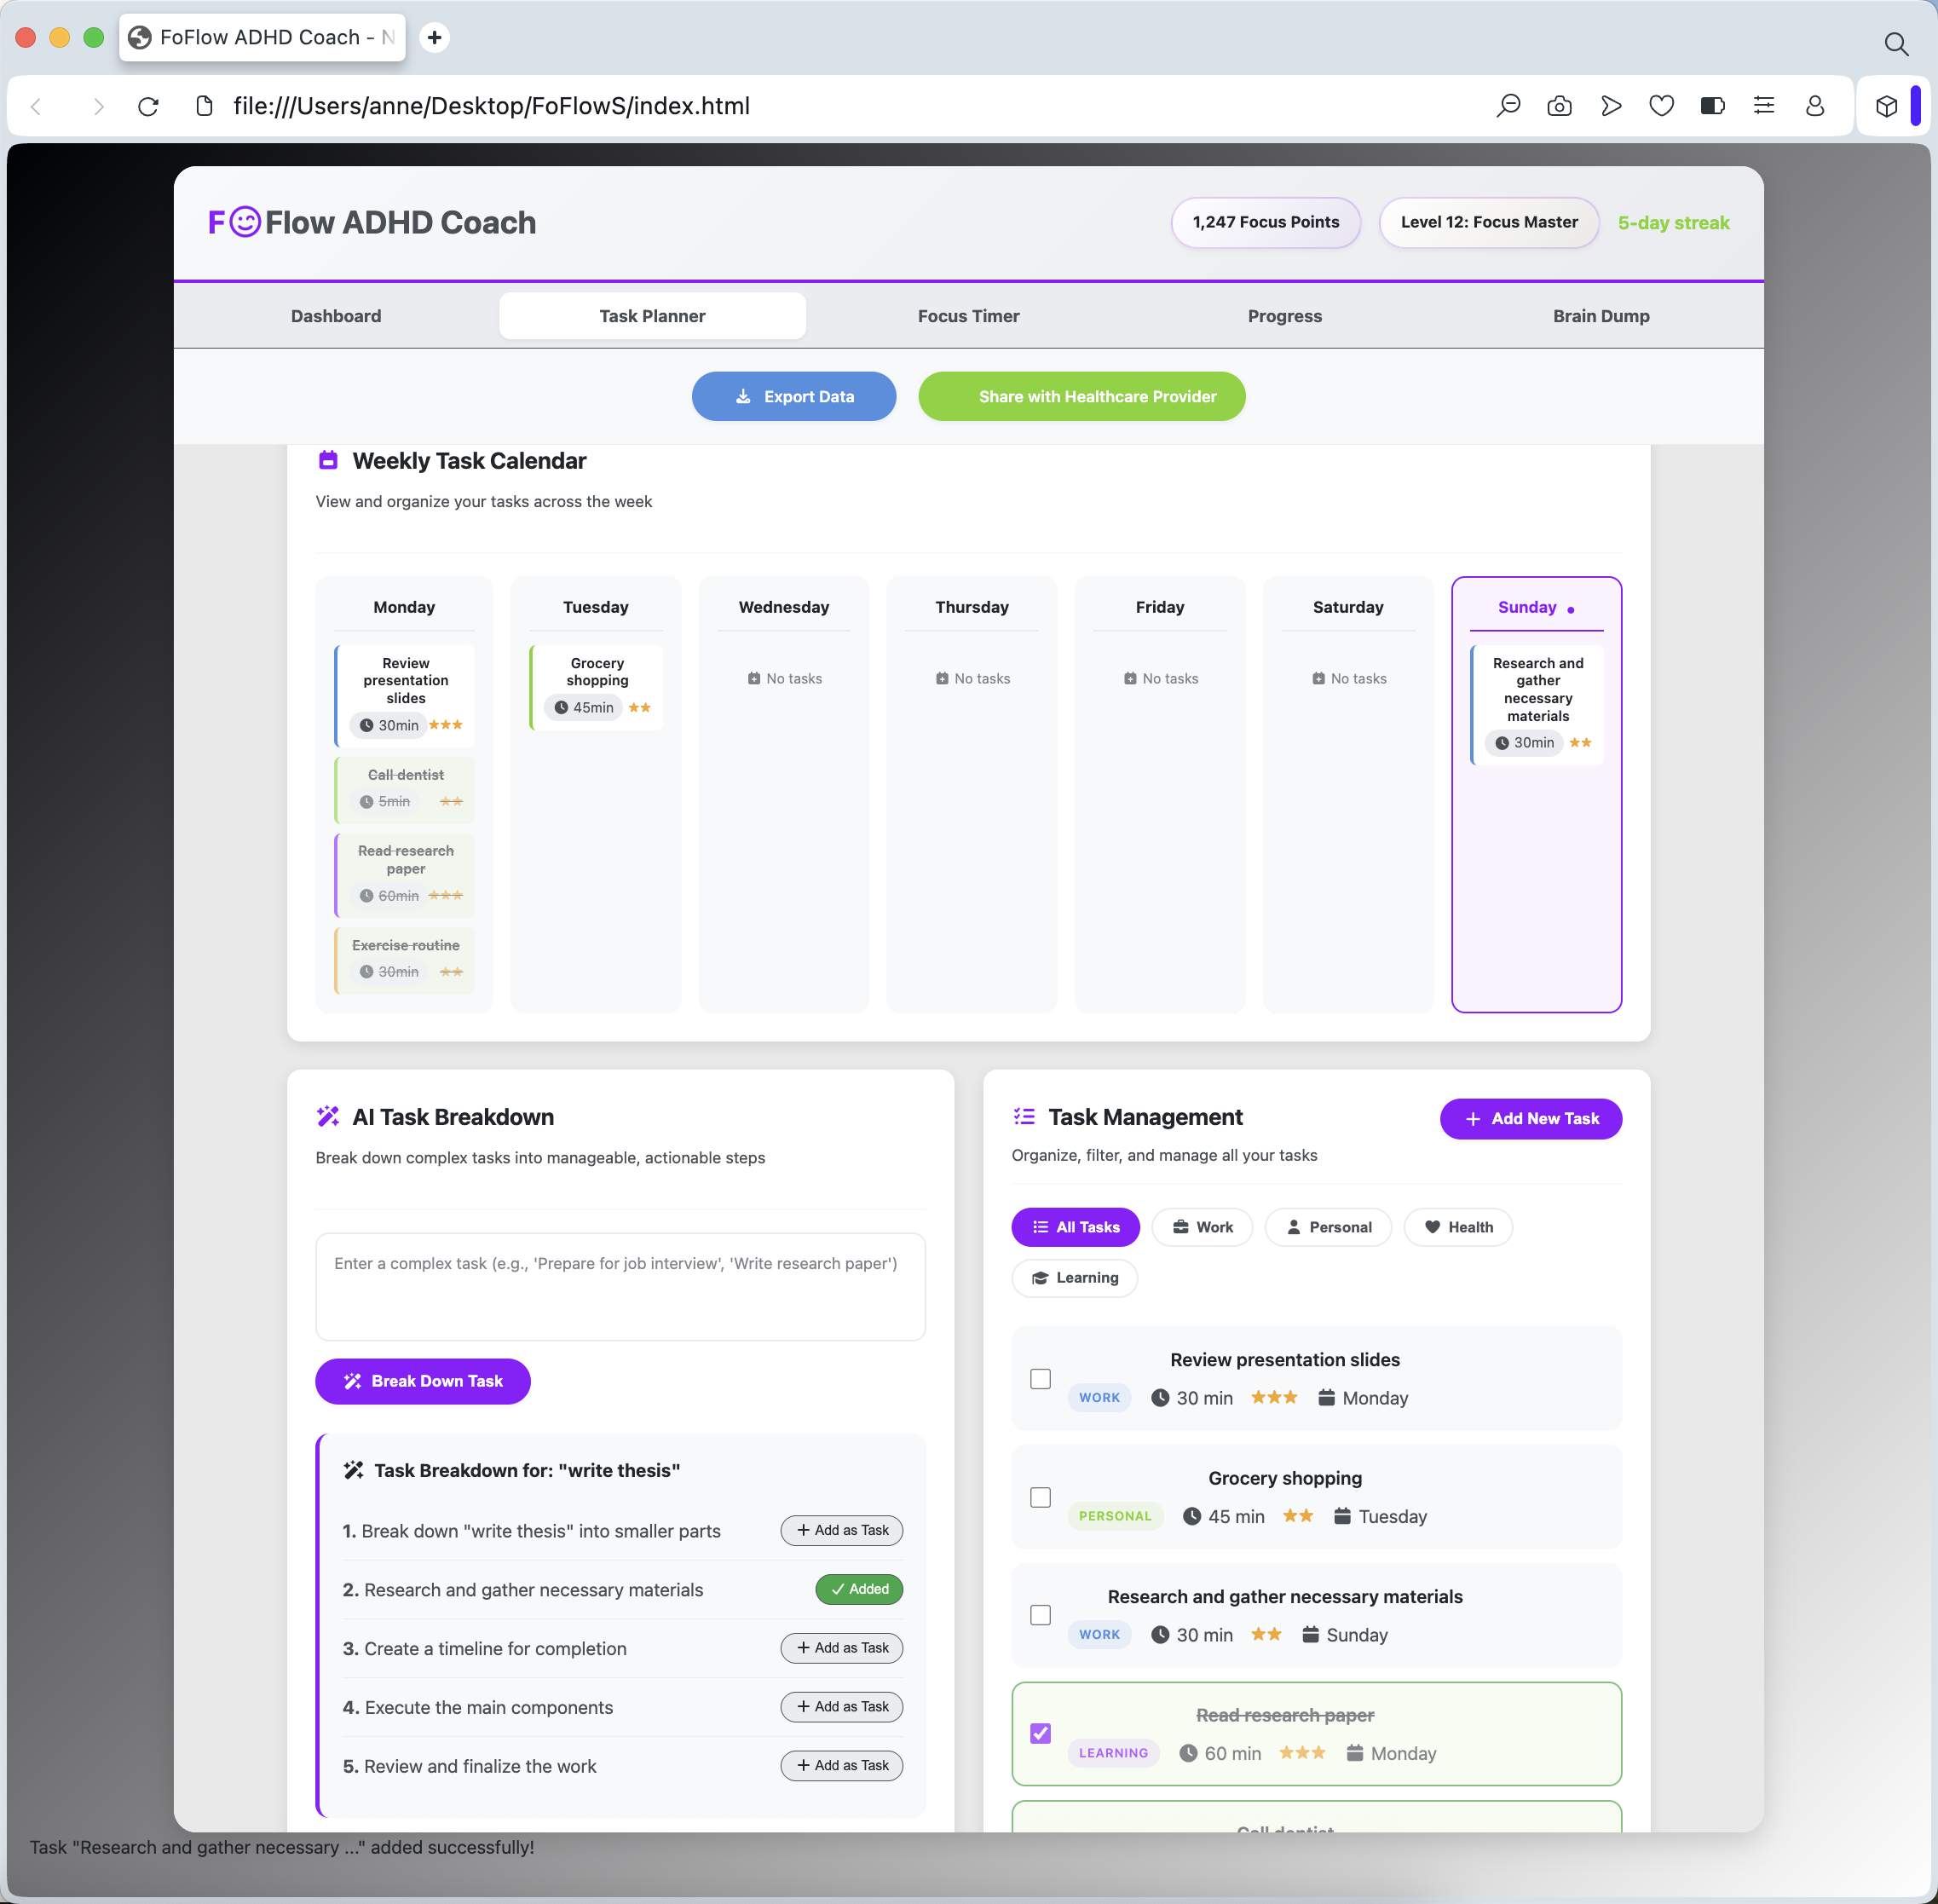 FoFlow ADHD Coach - N
file:///Users/anne/Desktop/FoFlowS/index.html
F Flow ADHD Coach
1,247 Focus Points
Level 12: Focus Master
5-day streak
Dashboard
Task Planner
Focus Timer
Progress
Brain Dump
Export Data
Share with Healthcare Provider
Weekly Task Calendar
View and organize your tasks across the week
Monday
Review
presentation
slides
30min
Call dentist
5min
Read research
paper
60min
Exercise routine
30min
Tuesday
Grocery
shopping
45min
Wednesday
No tasks
Thursday
No tasks
Friday
No tasks
Saturday
No tasks
Sunday
Research and
gather
necessary
materials
30min
AI Task Breakdown
Break down complex tasks into manageable, actionable steps
Enter a complex task (e.g., 'Prepare for job interview', 'Write research paper')
Break Down Task
Task Breakdown for: "write thesis"
1. Break down "write thesis" into smaller parts
Add as Task
2. Research and gather necessary materials
Added
3. Create a timeline for completion
Add as Task
4. Execute the main components
Add as Task
5. Review and finalize the work
Add as Task
Task Management
Add New Task
Organize, filter, and manage all your tasks
All Tasks
Work
Personal
Health
Learning
Review presentation slides
WORK 30 min Monday
Grocery shopping
PERSONAL 45 min Tuesday
Research and gather necessary materials
WORK 30 min Sunday
Read research paper
LEARNING 60 min Monday
Call dentist
Task "Research and gather necessary ..." added successfully!